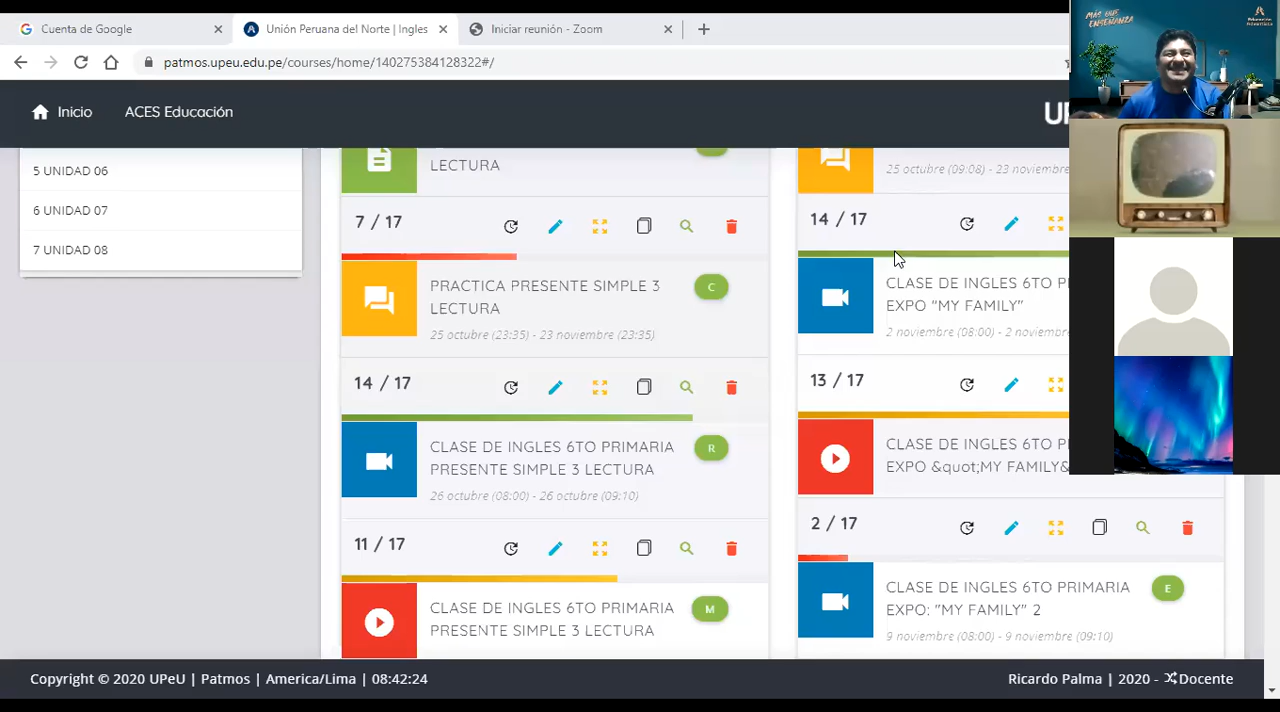 Cuenta de Google
Unión Peruana del Norte | Ingles
Iniciar reunión - Zoom
patmos.upeu.edu.pe/courses/home/140275384128322#/
Inicio
ACES Educación
UP
MÁS QUE
ENSEÑANZA
5 UNIDAD 06
6 UNIDAD 07
7 UNIDAD 08
LECTURA
7 / 17
PRACTICA PRESENTE SIMPLE 3
LECTURA
C
25 octubre (23:35) - 23 noviembre (23:35)
14 / 17
CLASE DE INGLES 6TO PRIMARIA
PRESENTE SIMPLE 3 LECTURA
R
26 octubre (08:00) - 26 octubre (09:10)
11 / 17
CLASE DE INGLES 6TO PRIMARIA
PRESENTE SIMPLE 3 LECTURA
M
25 octubre (09:08) - 23 noviembre
14 / 17
CLASE DE INGLES 6TO P
EXPO "MY FAMILY"
2 noviembre (08:00) - 2 noviemb
13 / 17
CLASE DE INGLES 6TO P
EXPO &quot;MY FAMILY&
2 / 17
CLASE DE INGLES 6TO PRIMARIA
EXPO: "MY FAMILY" 2
E
9 noviembre (08:00) - 9 noviembre (09:10)
Copyright © 2020 UPeU | Patmos | America/Lima | 08:42:24
Ricardo Palma | 2020 - Docente